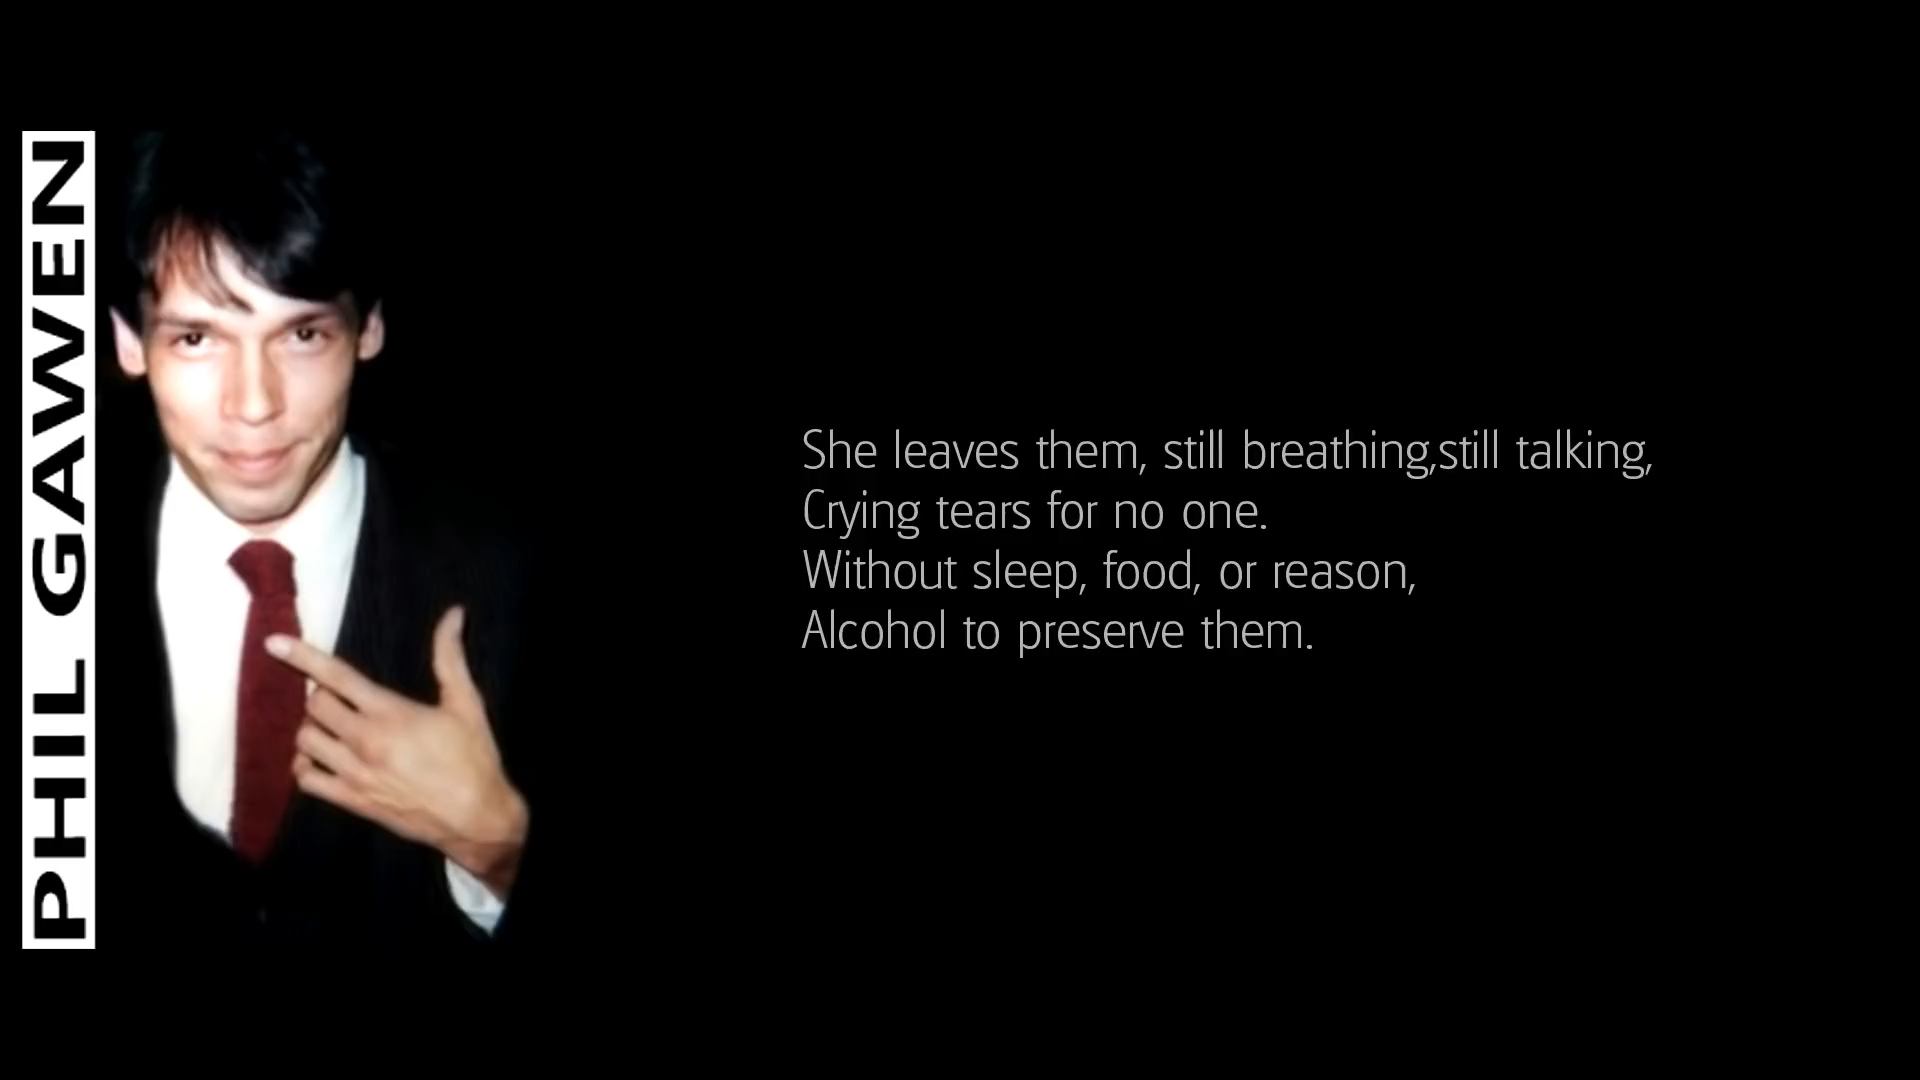 PHIL GAWEN
She leaves them, still breathing,still talking,
Crying tears for no one.
Without sleep, food, or reason,
Alcohol to preserve them.